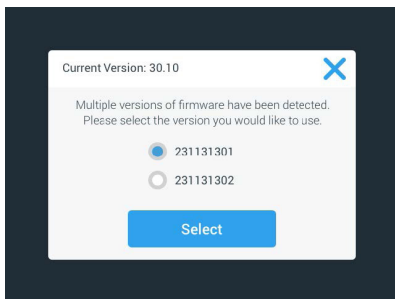 Current Version: 30.10
Multiple versions of firmware have been detected.
Please select the version you would like to use.
231131301
231131302
Select